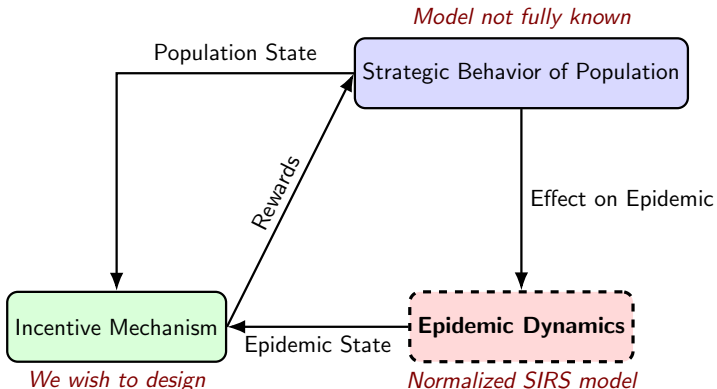 Model not fully known
Population State
Strategic Behavior of Population
Rewards
Effect on Epidemic
Incentive Mechanism
Epidemic Dynamics
Epidemic State
We wish to design
Normalized SIRS model